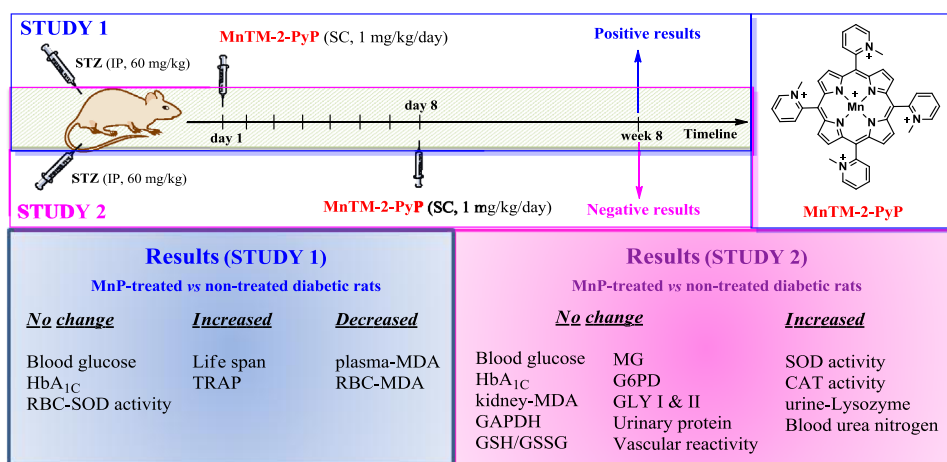 STUDY 1
MnTM-2-PyP (SC, 1 mg/kg/day)
Positive results
STZ (IP, 60 mg/kg)
day 8
day 1
week 8
Timeline
STZ (IP, 60 mg/kg)
MnTM-2-PyP (SC, 1 mg/kg/day)
STUDY 2
Negative results
N
+
N
+
+
N
N
Mn
N
N
N
+
N
+
MnTM-2-PyP
Results (STUDY 1)
MnP-treated vs non-treated diabetic rats
No change
Blood glucose
HbA1C
RBC-SOD activity
Increased
Life span
TRAP
Decreased
plasma-MDA
RBC-MDA
Results (STUDY 2)
MnP-treated vs non-treated diabetic rats
No change
Blood glucose
HbA1C
kidney-MDA
GAPDH
GSH/GSSG
MG
G6PD
GLY I & II
Urinary protein
Vascular reactivity
Increased
SOD activity
CAT activity
urine-Lysozyme
Blood urea nitrogen